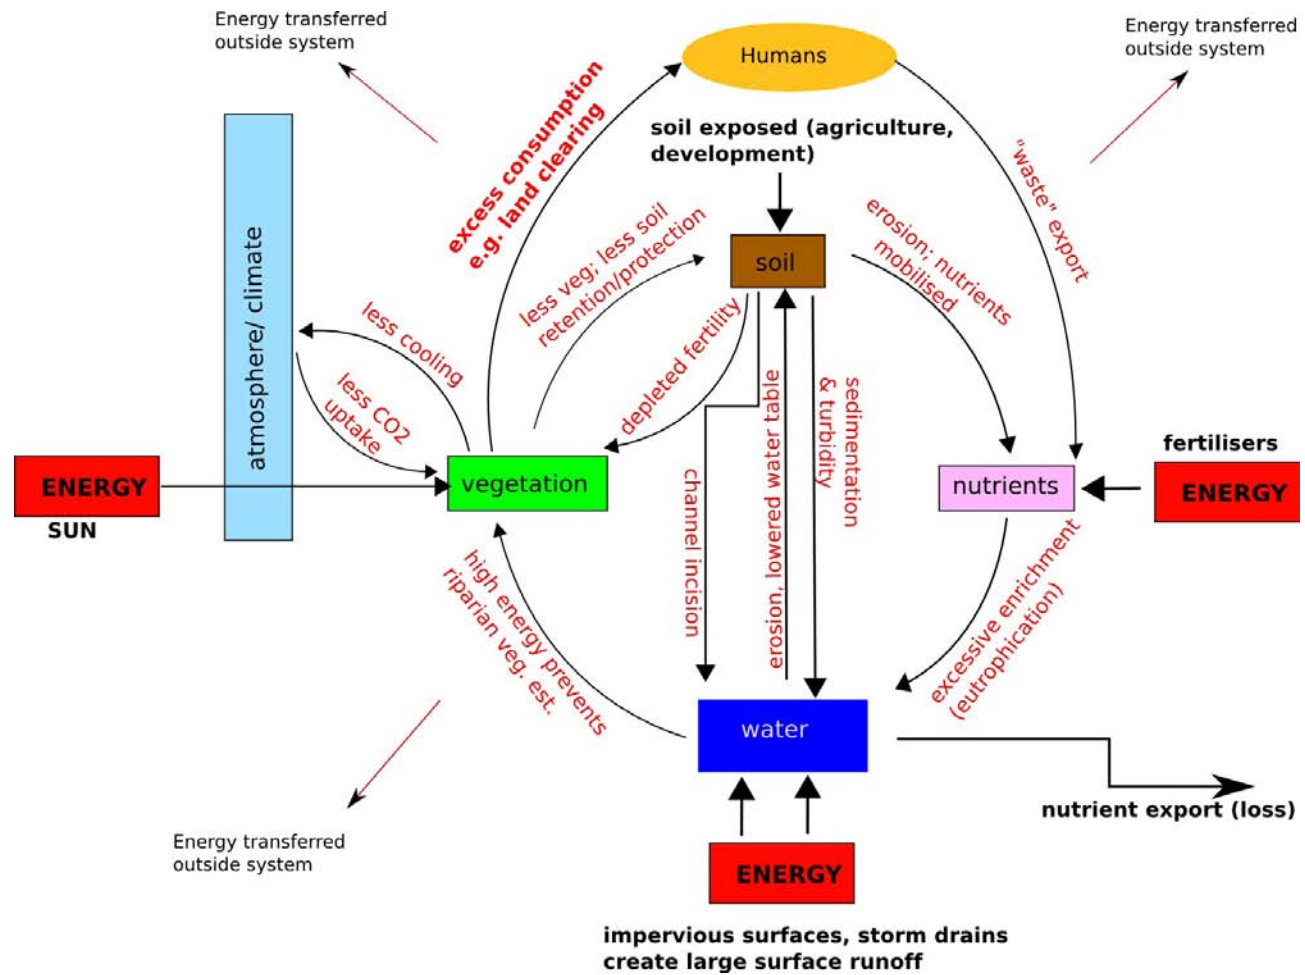 Energy transferred
outside system
Humans
Energy transferred
outside system
excess consumption
e.g. land clearing
soil exposed (agriculture,
development)
"waste" export
atmosphere/ climate
less veg; less soil
retention/protection
soil
erosion; nutrients
mobilised
less cooling
less CO2
uptake
depleted fertility
erosion, lowered water table
sedimentation
& turbidity
channel incision
ENERGY
SUN
vegetation
nutrients
fertilisers
ENERGY
high energy prevents
riparian veg. est.
excessive enrichment
(eutrophication)
water
nutrient export (loss)
Energy transferred
outside system
ENERGY
impervious surfaces, storm drains
create large surface runoff